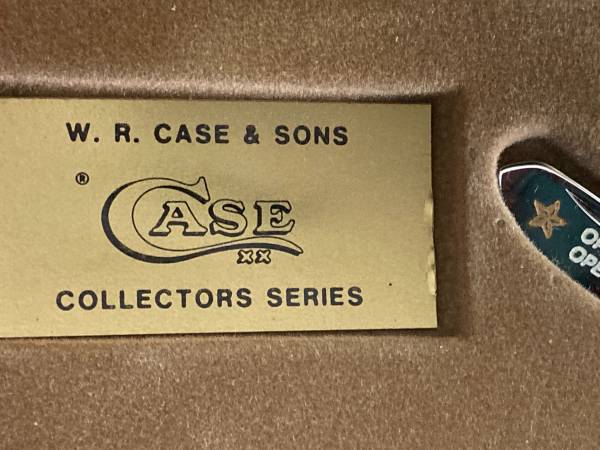 W. R. CASE & SONS
®
CASE
XX
COLLECTORS SERIES